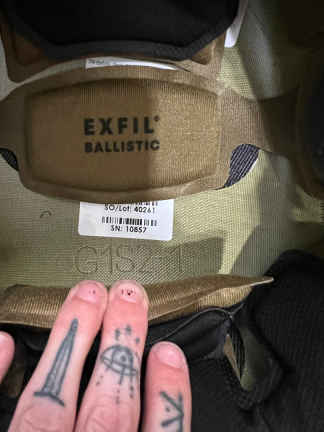 EXFIL®
BALLISTIC
SO/Lot: 40261
SN: 10857
G1S2-1